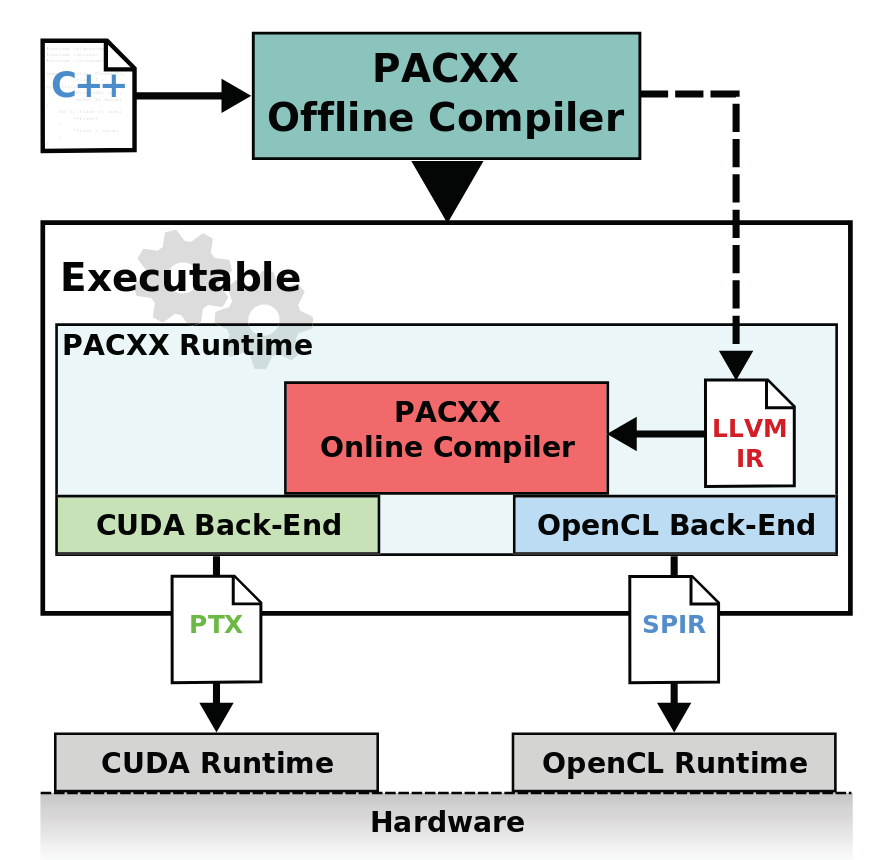 C++
PACXX
Offline Compiler
Executable
PACXX Runtime
PACXX
Online Compiler
LLVM
IR
CUDA Back-End
OpenCL Back-End
PTX
SPIR
CUDA Runtime
OpenCL Runtime
Hardware